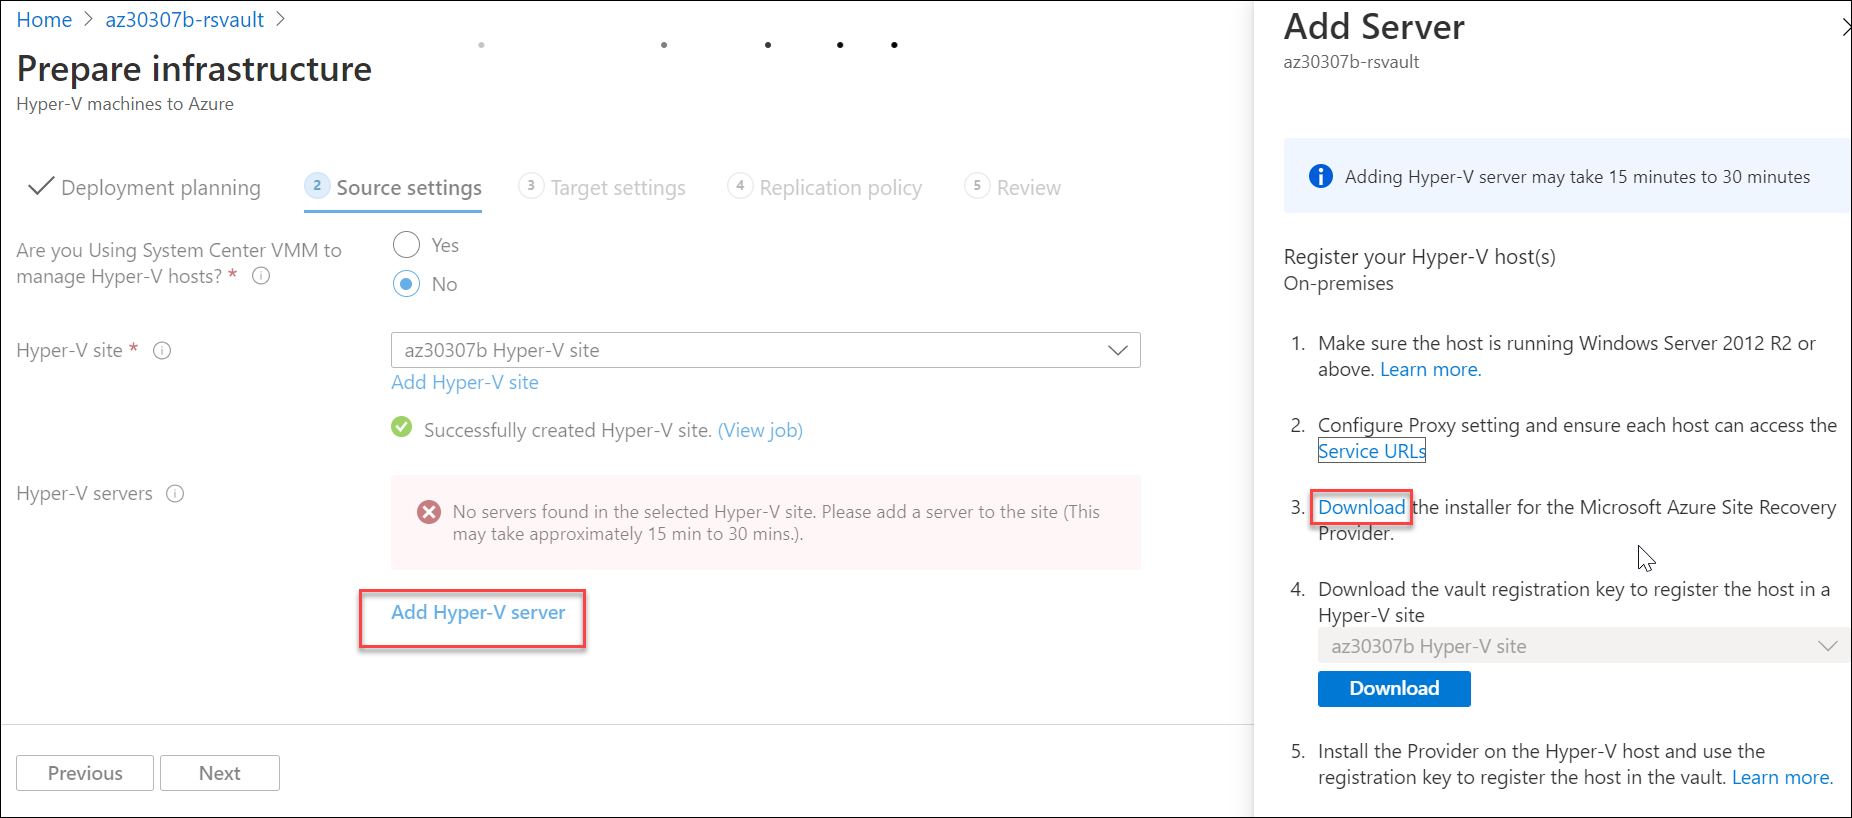 Home > az30307b-rsvault >
Prepare infrastructure
Hyper-V machines to Azure
Deployment planning
2 Source settings
3 Target settings
4 Replication policy
5 Review
Are you Using System Center VMM to
manage Hyper-V hosts? *
Yes
No
Hyper-V site *
az30307b Hyper-V site
Add Hyper-V site
Successfully created Hyper-V site. (View job)
Hyper-V servers
No servers found in the selected Hyper-V site. Please add a server to the site (This
may take approximately 15 min to 30 mins.).
Add Hyper-V server
Previous
Next
Add Server
az30307b-rsvault
Adding Hyper-V server may take 15 minutes to 30 minutes
Register your Hyper-V host(s)
On-premises
1. Make sure the host is running Windows Server 2012 R2 or
above. Learn more.
2. Configure Proxy setting and ensure each host can access the
Service URLs
3. Download the installer for the Microsoft Azure Site Recovery
Provider.
4. Download the vault registration key to register the host in a
Hyper-V site
az30307b Hyper-V site
Download
5. Install the Provider on the Hyper-V host and use the
registration key to register the host in the vault. Learn more.